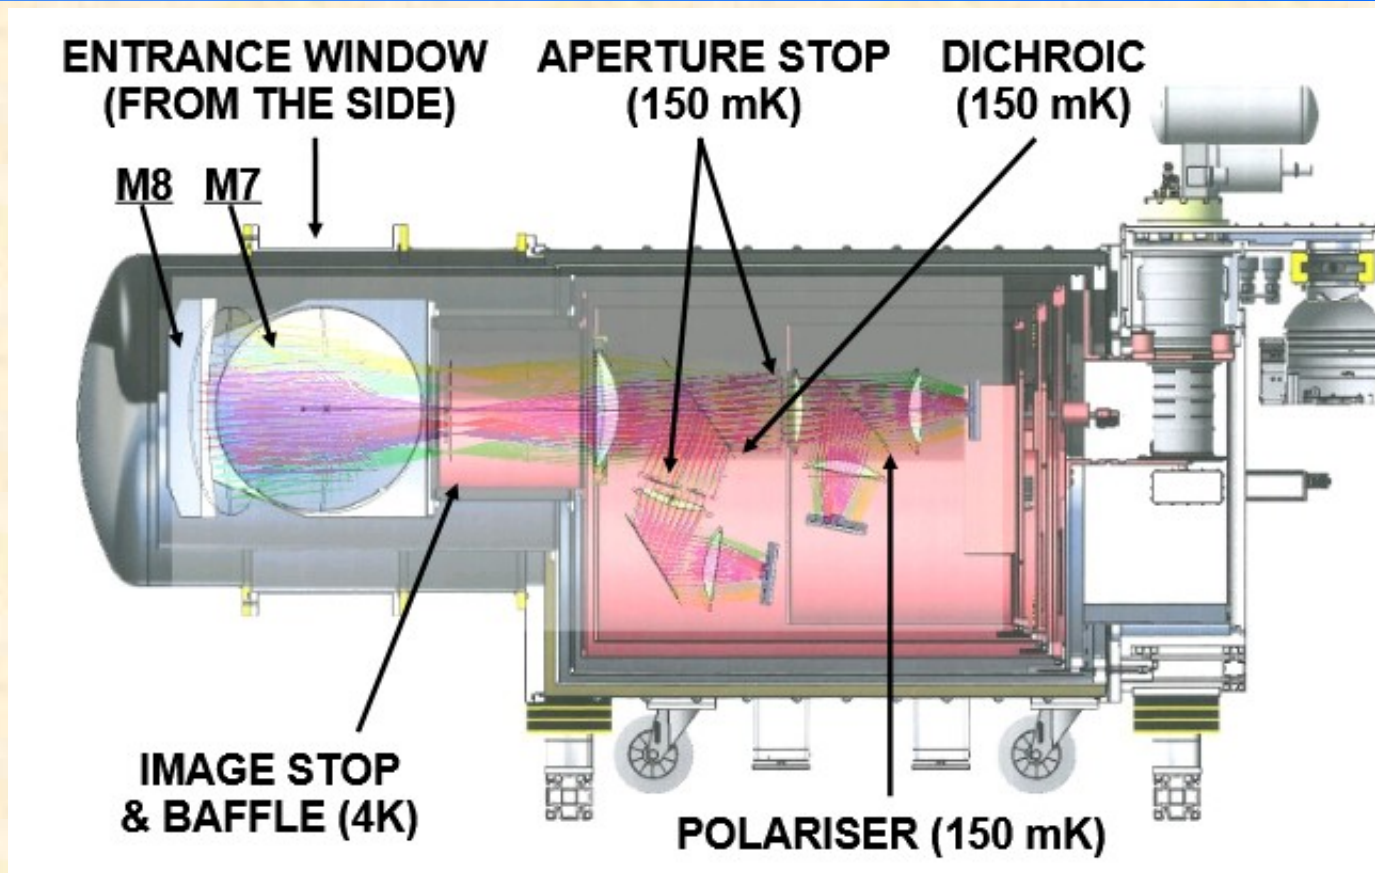 ENTRANCE WINDOW
(FROM THE SIDE)
APERTURE STOP
(150 mK)
DICHROIC
(150 mK)
M8
M7
IMAGE STOP
& BAFFLE (4K)
POLARISER (150 mK)